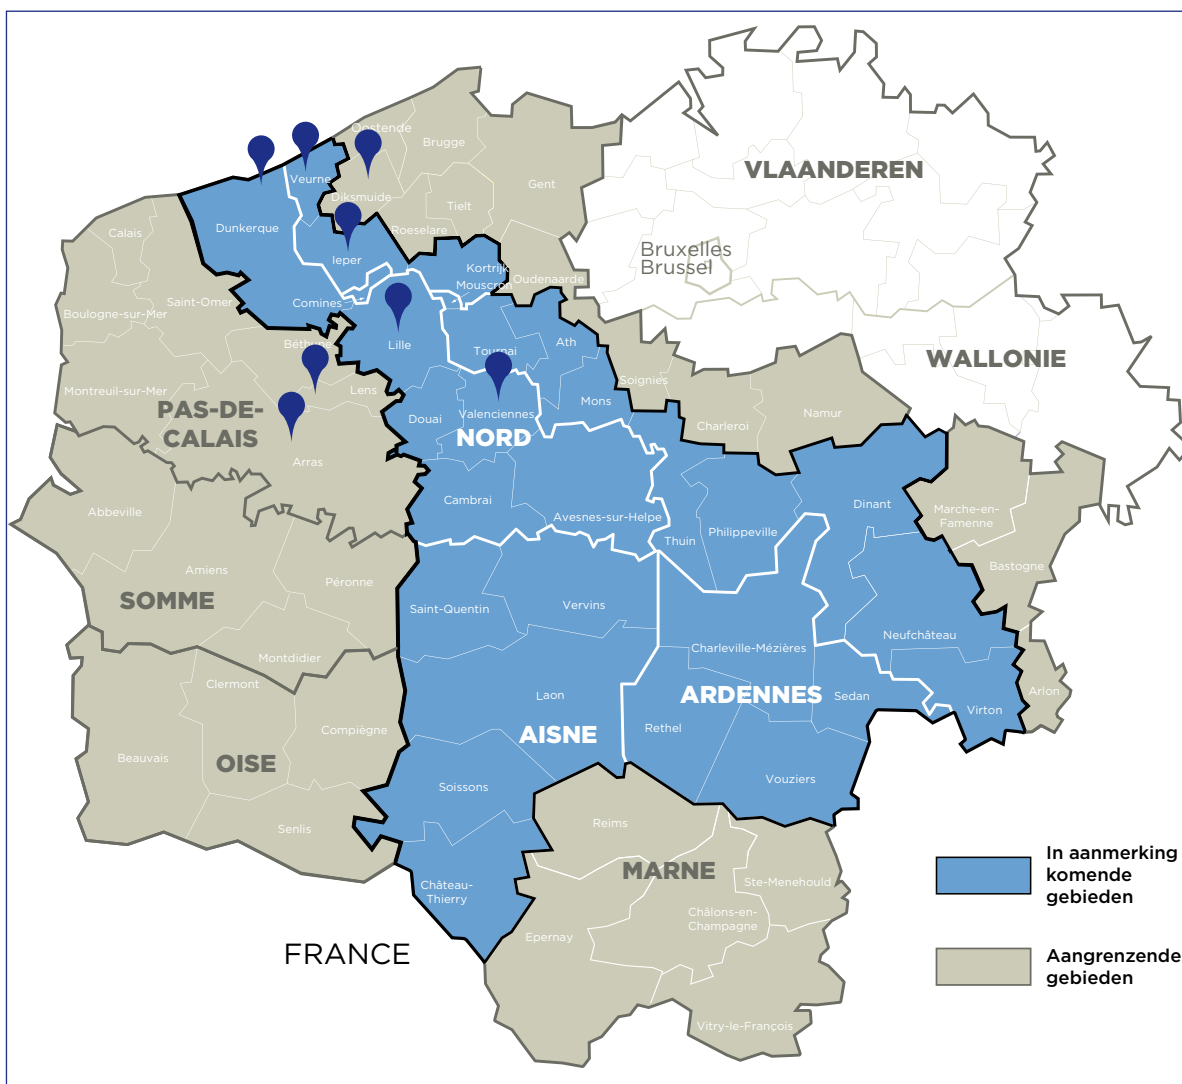 Oostende
Brugge
VLAANDEREN
Veurne
Gent
Diksmuide
Tielt
Dunkerque
Calais
Roeselare
Bruxelles
Brussel
Ieper
Kortrijk
Mouscron
Oudenaarde
Saint-Omer
Comines
Boulogne-sur-Mer
Béthune
Lille
Tournai
Ath
WALLONIE
Soignies
Montreuil-sur-Mer
Lens
Mons
PAS-DE-
CALAIS
Douai
Valenciennes
NORD
Charleroi
Namur
Arras
Abbeville
Cambrai
Avesnes-sur-Helpe
Thuin
Philippeville
Dinant
Marche-en-
Famenne
Bastogne
Amiens
Péronne
SOMME
Saint-Quentin
Vervins
Neufchâteau
Montdidier
Charleville-Mézières
Clermont
Laon
ARDENNES
Sedan
Arlon
Virton
Compiègne
Rethel
AISNE
Beauvais
OISE
Soissons
Vouziers
Senlis
Reims
MARNE
Château-
Thierry
Ste-Menehould
Châlons-en-
Champagne
Epernay
FRANCE
Vitry-le-François
In aanmerking
komende
gebieden
Aangrenzende
gebieden